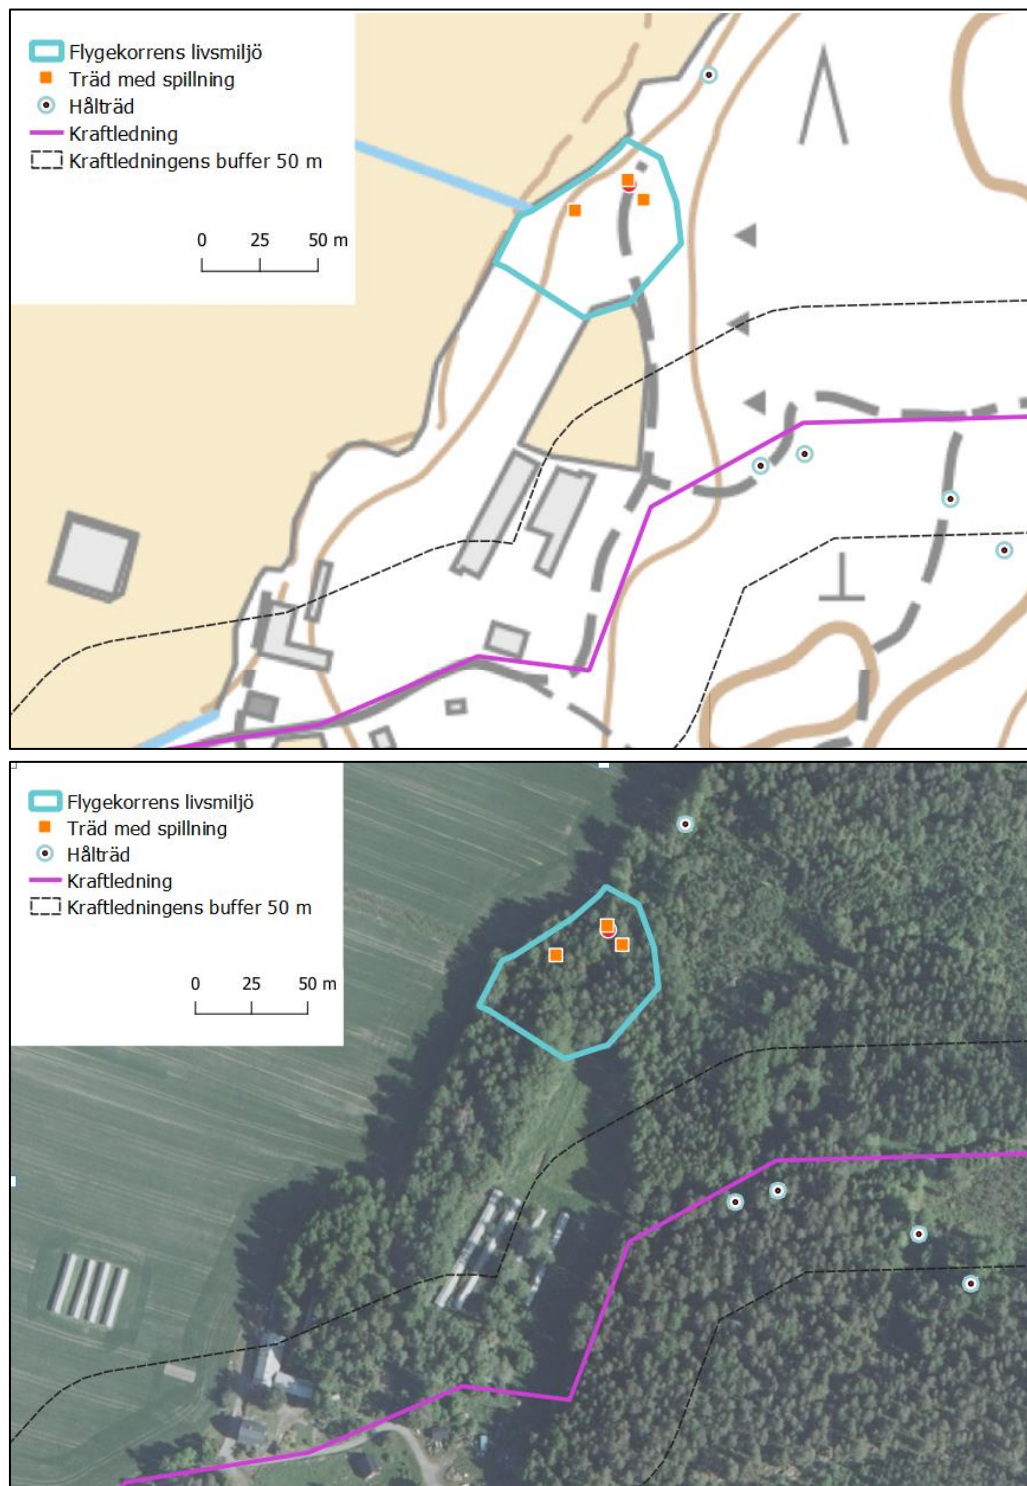 Flygekorrens livsmiljö
Träd med spillning
Hålträd
Kraftledning
Kraftledningens buffer 50 m
0 25 50 m
Flygekorrens livsmiljö
Träd med spillning
Hålträd
Kraftledning
Kraftledningens buffer 50 m
0 25 50 m